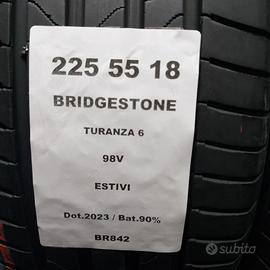 225 55 18
BRIDGESTONE
TURANZA 6
98V
ESTIVI
Dot.2023 / Bat.90%
BR842
subito